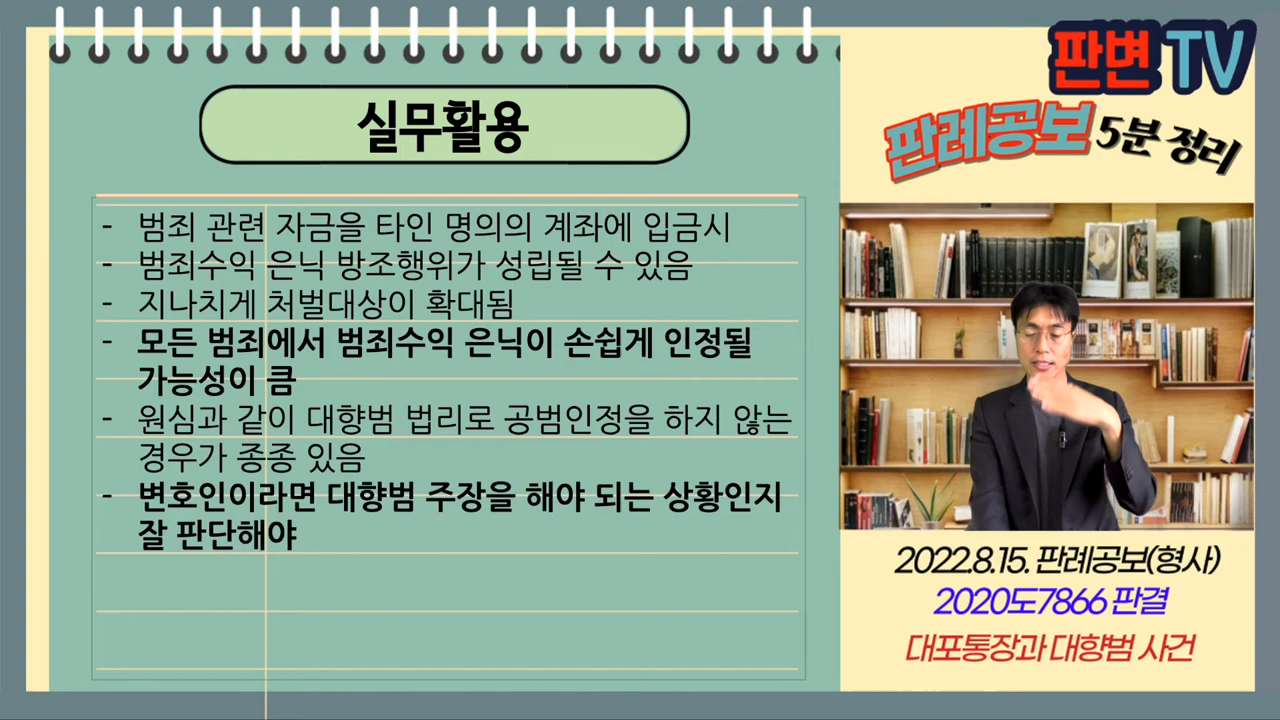 실무활용
- 범죄 관련 자금을 타인 명의의 계좌에 입금시
- 범죄수익 은닉 방조행위가 성립될 수 있음
- 지나치게 처벌대상이 확대됨
- 모든 범죄에서 범죄수익 은닉이 손쉽게 인정될
가능성이 큼
- 원심과 같이 대향범 법리로 공범인정을 하지 않는
경우가 종종 있음
- 변호인이라면 대향범 주장을 해야 되는 상황인지
잘 판단해야
판변 TV
판례공보 5분 정리
2022.8.15. 판례공보(형사)
2020도7866 판결
대포통장과 대향범 사건